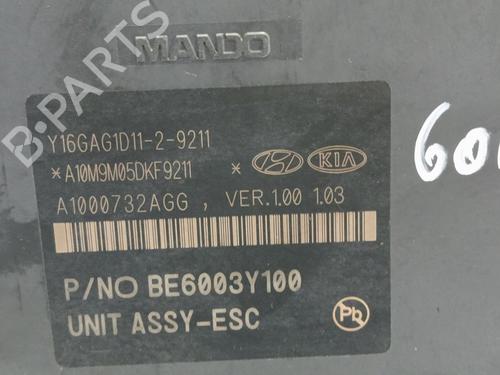 MANDO
Y16GAG1D11-2-9211
*A10M9M05DKF9211 * KIA
A1000732AGG , VER.1.00 1.03
P/NO BE6003Y100
UNIT ASSY-ESC
Pb
B-PARTS